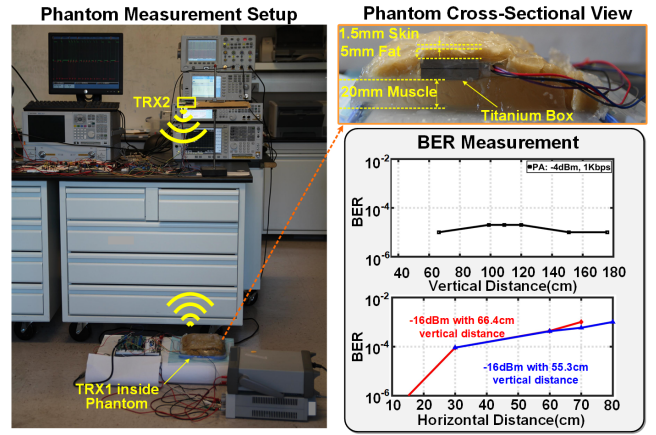 Phantom Measurement Setup
TRX2
TRX1 inside
Phantom
Phantom Cross-Sectional View
1.5mm Skin
5mm Fat
20mm Muscle
Titanium Box
BER Measurement
BER
10-2
10-4
10-6
PA: -4dBm, 1Kbps
40 60 80 100 120 140 160 180
Vertical Distance(cm)
BER
10-2
10-4
10-6
-16dBm with 66.4cm
vertical distance
-16dBm with 55.3cm
vertical distance
10 20 30 40 50 60 70 80
Horizontal Distance(cm)